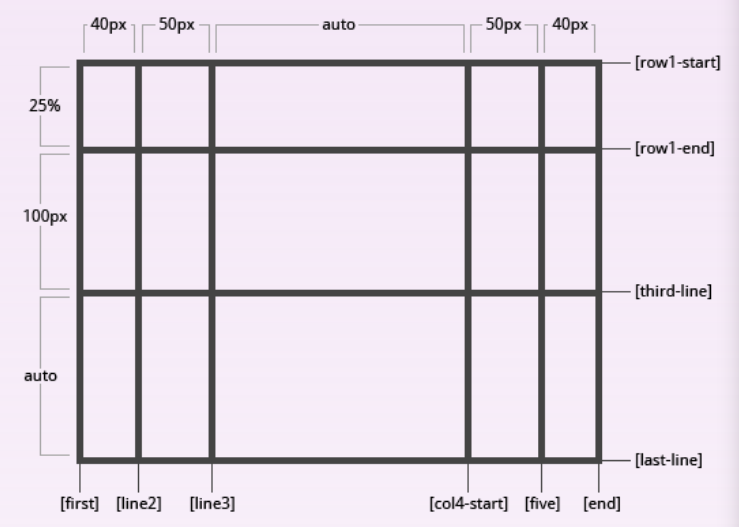 40px 50px auto 50px 40px
[row1-start]
25%
[row1-end]
100px
[third-line]
auto
[last-line]
[first] [line2] [line3] [col4-start] [five] [end]